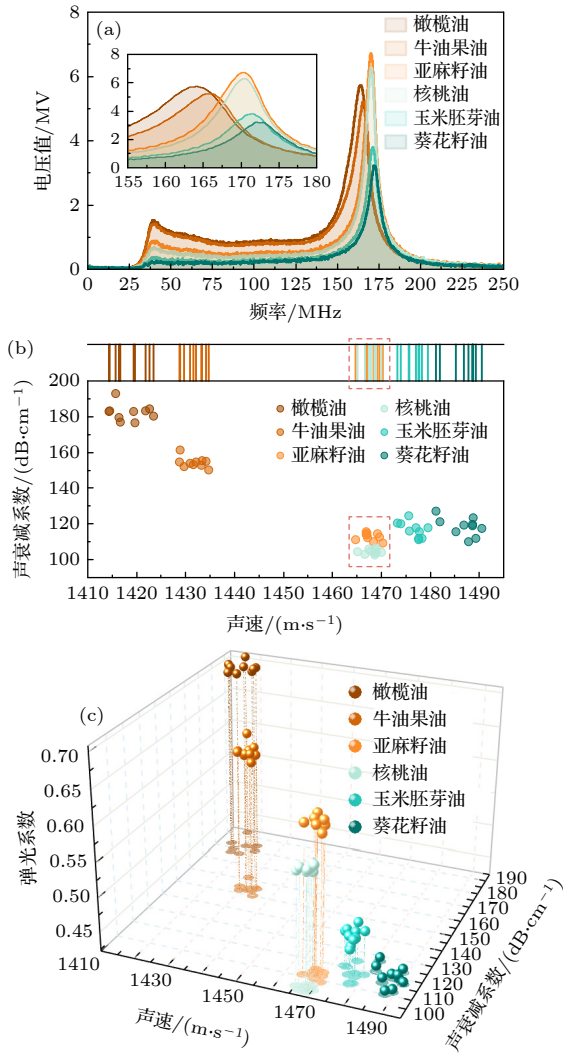 (a)
橄榄油
牛油果油
亚麻籽油
核桃油
玉米胚芽油
葵花籽油
8
6
4
2
0
155
160
165
170
175
180
8
6
4
2
0
电压值/MV
0
25
50
75
100
125
150
175
200
225
250
频率/MHz
(b)
200
180
160
140
120
100
声衰减系数/(dB·cm⁻¹)
橄榄油
牛油果油
亚麻籽油
核桃油
玉米胚芽油
葵花籽油
1410
1420
1430
1440
1450
1460
1470
1480
1490
声速/(m·s⁻¹)
(c)
橄榄油
牛油果油
亚麻籽油
核桃油
玉米胚芽油
葵花籽油
0.70
0.65
0.60
0.55
0.50
0.45
弹光系数
1410
1430
1450
1470
1490
声速/(m·s⁻¹)
190
180
170
160
150
140
130
120
110
100
声衰减系数/(dB·cm⁻¹)